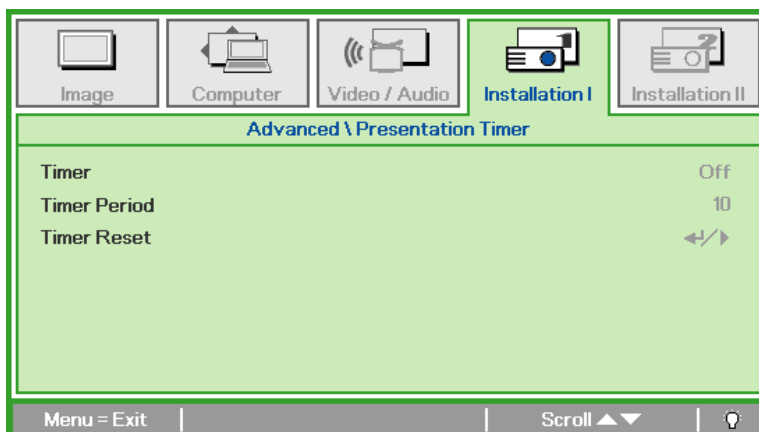 Image
Computer
Video / Audio
Installation I
Installation II
Advanced \ Presentation Timer
Timer Off
Timer Period 10
Timer Reset
Menu = Exit
Scroll